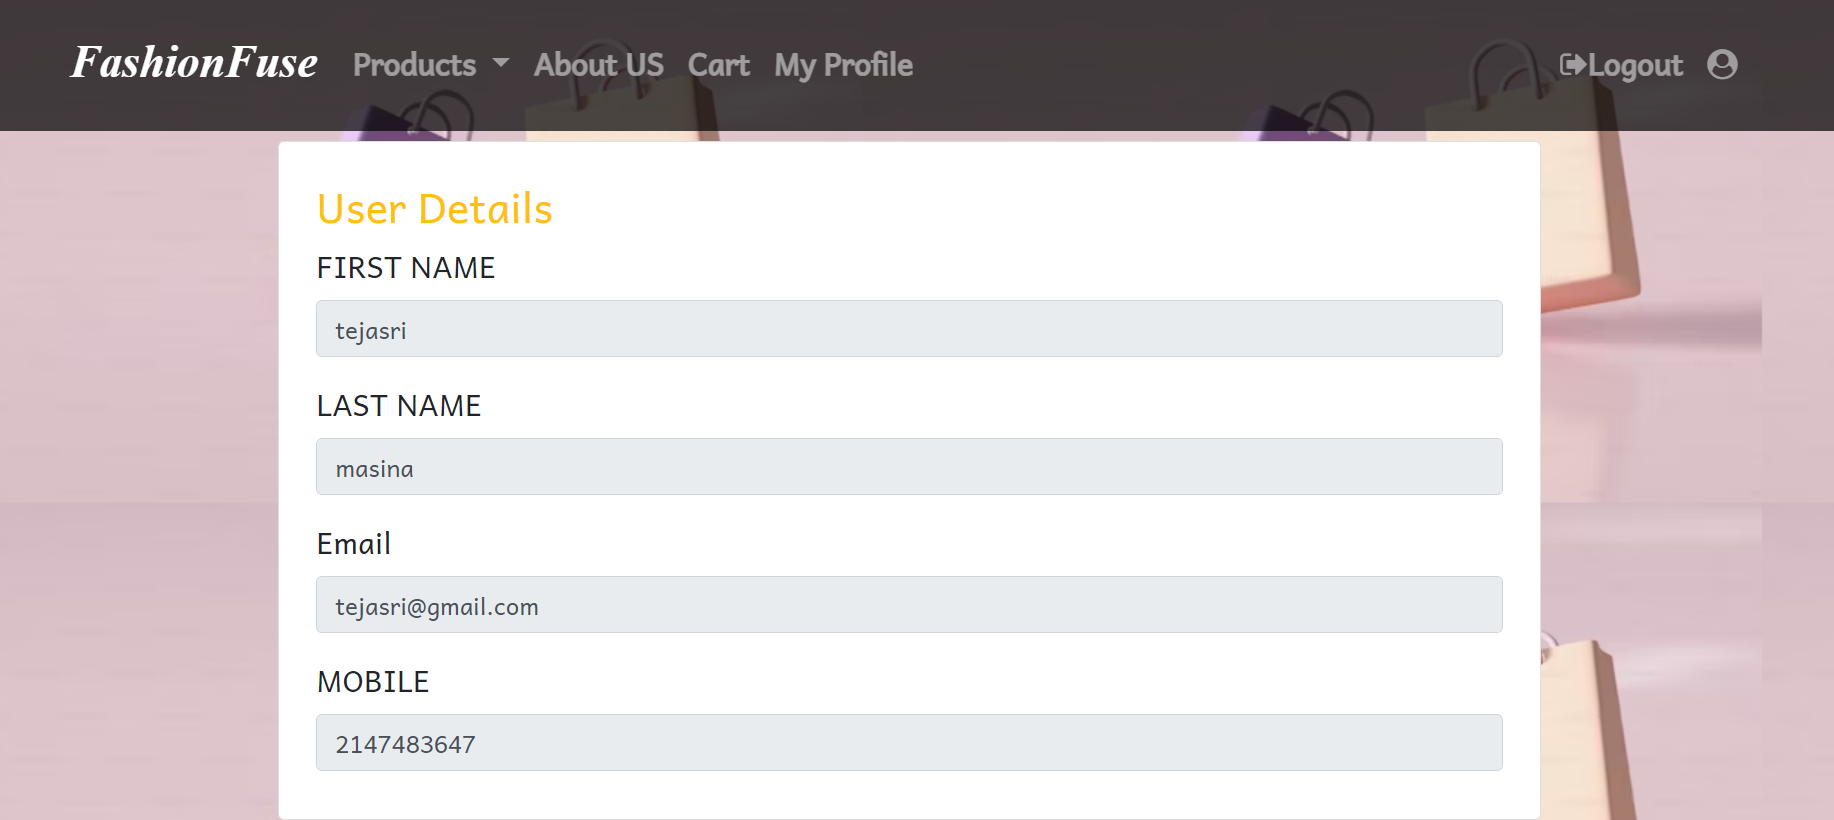 FashionFuse Products About US Cart My Profile Logout
User Details
FIRST NAME
tejasri
LAST NAME
masina
Email
tejasri@gmail.com
MOBILE
2147483647